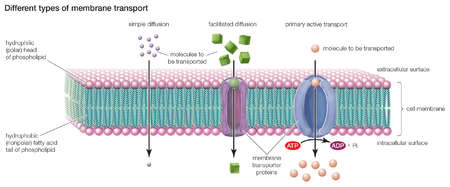 Different types of membrane transport
simple diffusion
facilitated diffusion
primary active transport
hydrophilic
(polar) head
of phospholipid
molecules to
be transported
molecule to be transported
extracellular surface
cell membrane
hydrophobic
(nonpolar) fatty acid
tail of phospholipid
intracellular surface
membrane
transporter
proteins
ATP
ADP + Pi